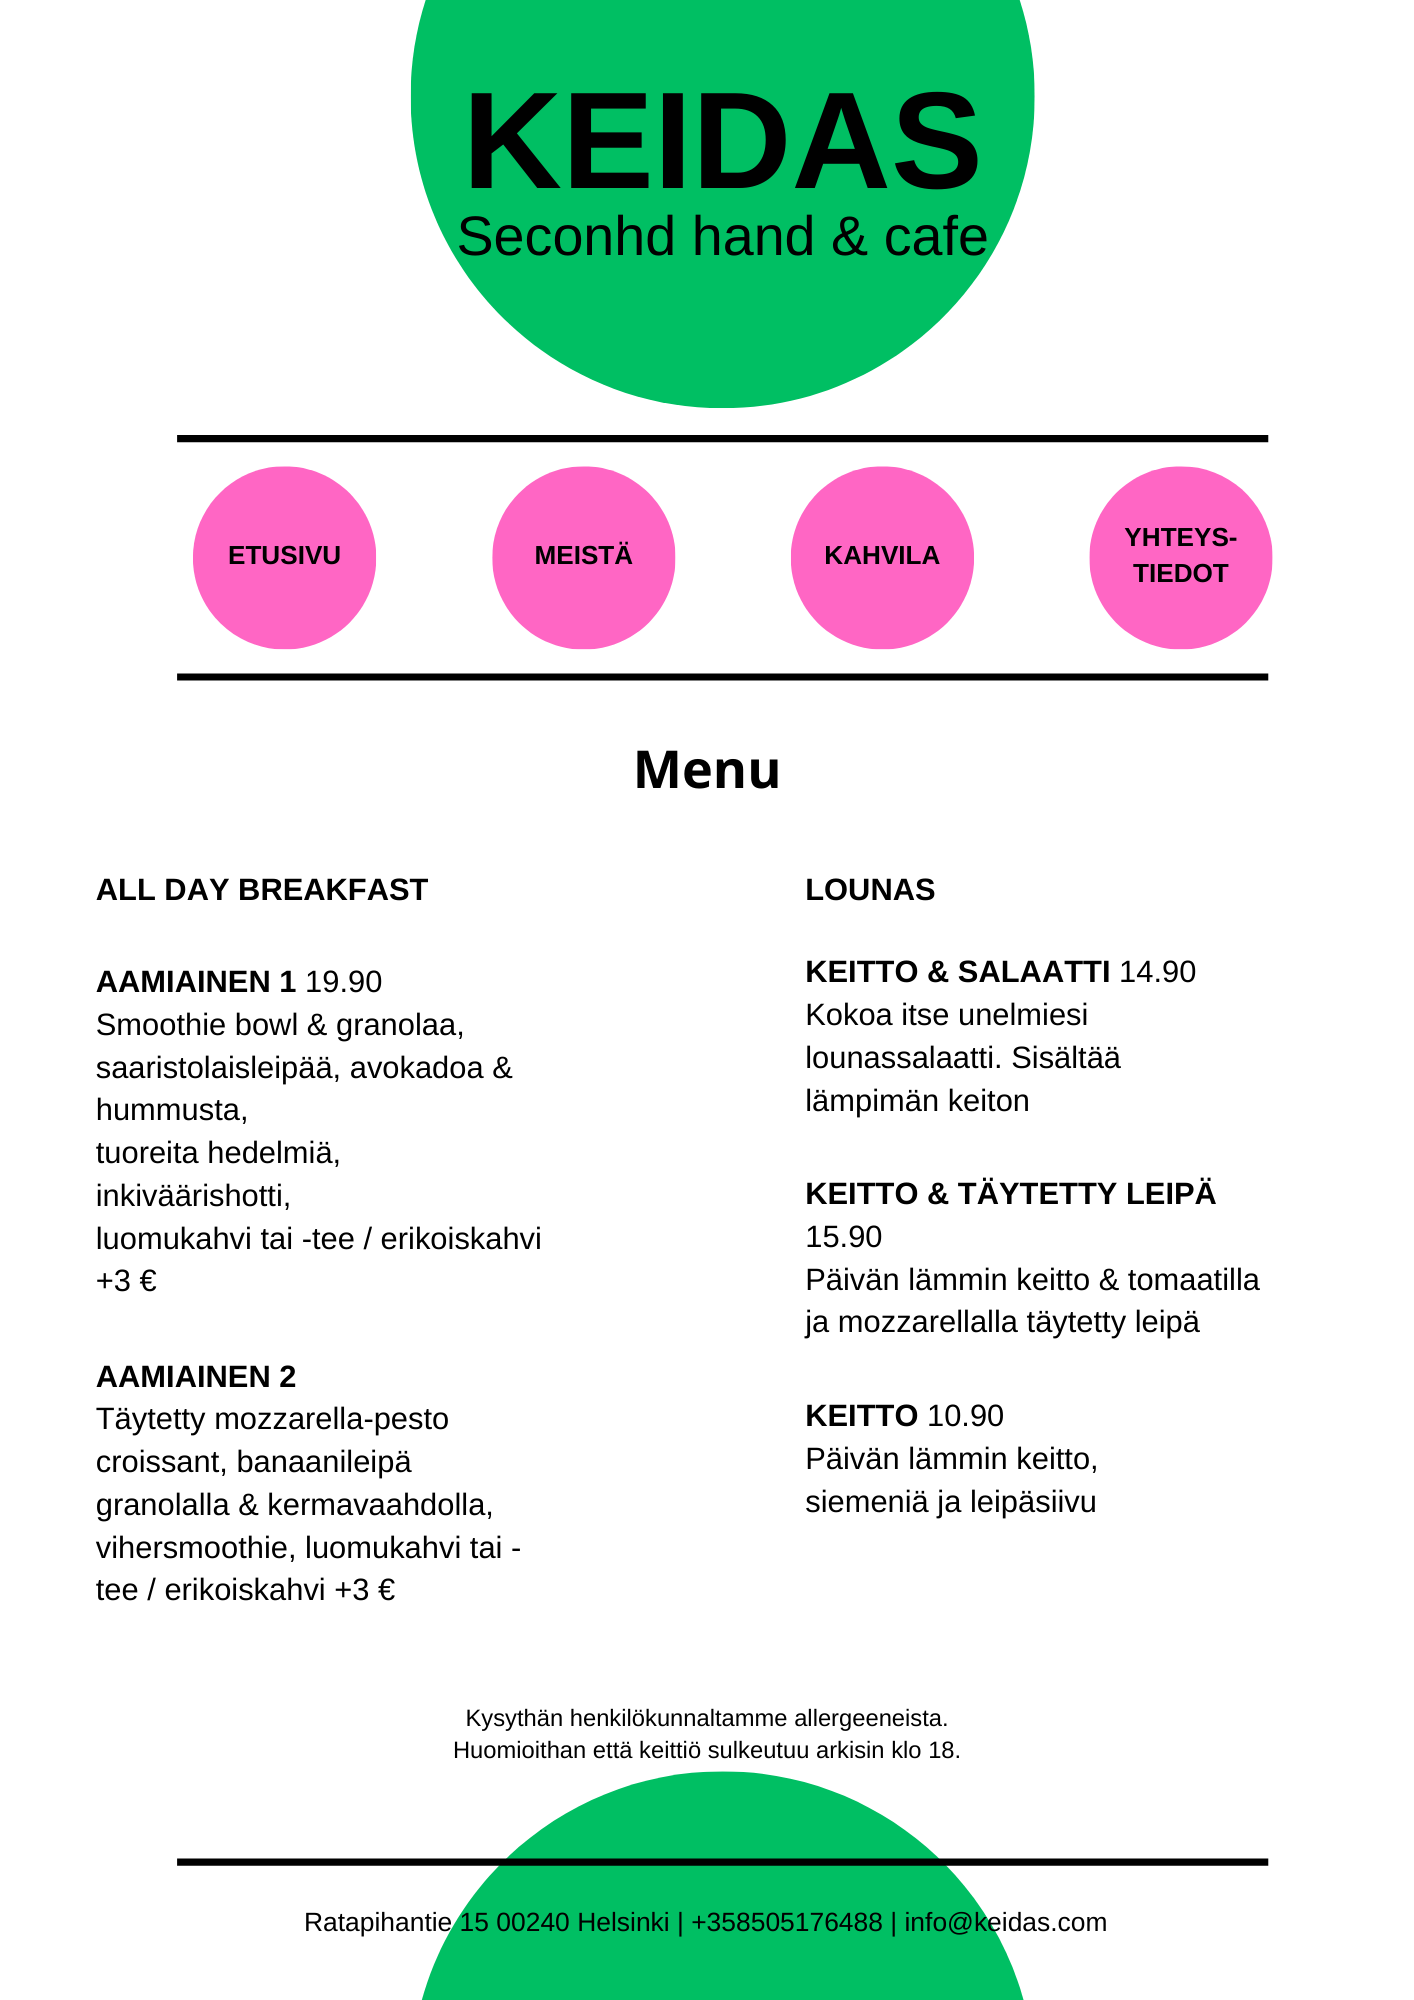 KEIDAS
Seconhd hand & cafe
ETUSIVU
MEISTÄ
KAHVILA
YHTEYS-
TIEDOT
Menu
ALL DAY BREAKFAST
AAMIAINEN 1 19.90
Smoothie bowl & granolaa,
saaristolaisleipää, avokadoa &
hummusta,
tuoreita hedelmiä,
inkiväärishotti,
luomukahvi tai -tee / erikoiskahvi
+3 €
AAMIAINEN 2
Täytetty mozzarella-pesto
croissant, banaanileipä
granolalla & kermavaahdolla,
vihersmoothie, luomukahvi tai -
tee / erikoiskahvi +3 €
LOUNAS
KEITTO & SALAATTI 14.90
Kokoa itse unelmiesi
lounassalaatti. Sisältää
lämpimän keiton
KEITTO & TÄYTETTY LEIPÄ
15.90
Päivän lämmin keitto & tomaatilla
ja mozzarellalla täytetty leipä
KEITTO 10.90
Päivän lämmin keitto,
siemeniä ja leipäsiivu
Kysythän henkilökunnaltamme allergeeneista.
Huomioithan että keittiö sulkeutuu arkisin klo 18.
Ratapihantie 15 00240 Helsinki | +358505176488 | info@keidas.com